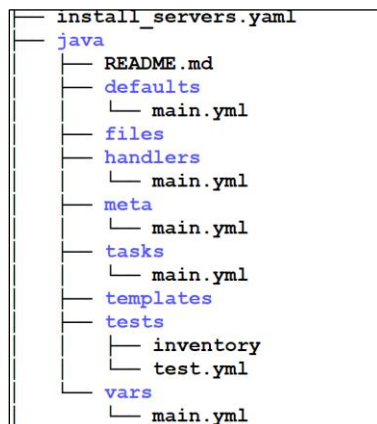 install_servers.yaml
java
README.md
defaults
main.yml
files
handlers
main.yml
meta
main.yml
tasks
main.yml
templates
tests
inventory
test.yml
vars
main.yml